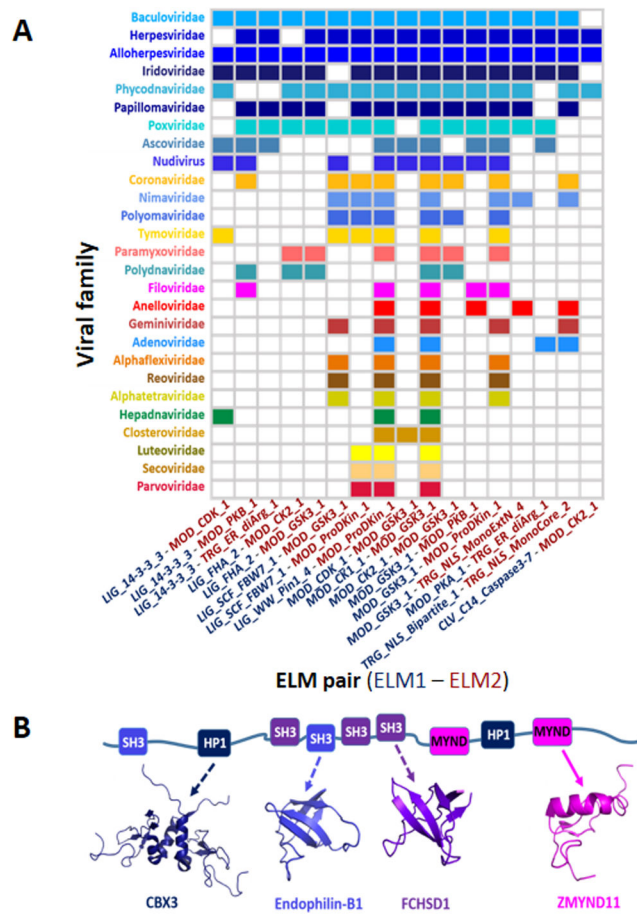 A
Viral family
Baculoviridae
Herpesviridae
Alloherpesviridae
Iridoviridae
Phycodnaviridae
Papillomaviridae
Poxviridae
Ascoviridae
Nudivirus
Coronaviridae
Nimaviridae
Polyomaviridae
Tymoviridae
Paramyxoviridae
Polydnaviridae
Filoviridae
Anelloviridae
Geminiviridae
Adenoviridae
Alphaflexiviridae
Reoviridae
Alphatetraviridae
Hepadnaviridae
Closteroviridae
Luteoviridae
Secoviridae
Parvoviridae
LIG_14-3-3_3 - MOD_CDK_1
LIG_14-3-3_3 - MOD_PKB_1
LIG_14-3-3_3 - TRG_ER_diArg_1
LIG_FHA_2 - MOD_CK2_1
LIG_FHA_2 - MOD_GSK3_1
LIG_SCF_FBW7_1 - MOD_GSK3_1
LIG_SCF_FBW7_1 - MOD_ProDKin_1
LIG_WW_Pin1_4 - MOD_ProDKin_1
MOD_CDK_1 - MOD_GSK3_1
MOD_CK1_1 - MOD_GSK3_1
MOD_CK2_1 - MOD_GSK3_1
MOD_GSK3_1 - MOD_PKB_1
MOD_GSK3_1 - MOD_ProDKin_1
MOD_GSK3_1 - TRG_NLS_MonoExtN_4
MOD_PKA_1 - TRG_ER_diArg_1
TRG_NLS_Bipartite_1 - TRG_NLS_MonoCore_2
CLV_C14_Caspase3-7 - MOD_CK2_1
ELM pair (ELM1 – ELM2)
B
SH3 HP1 SH3 SH3 SH3 SH3 MYND HP1 MYND
CBX3 Endophilin-B1 FCHSD1 ZMYND11